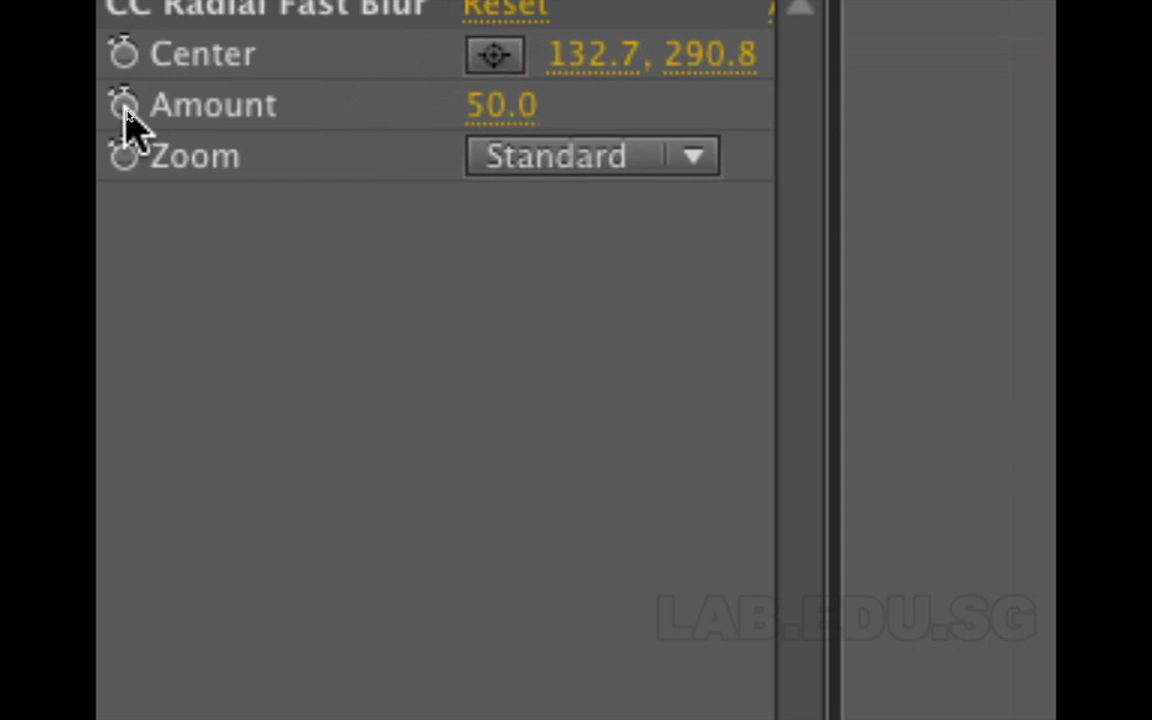 CC Radial Fast Blur Reset
Center 132.7, 290.8
Amount 50.0
Zoom Standard
LAB.EDU.SG